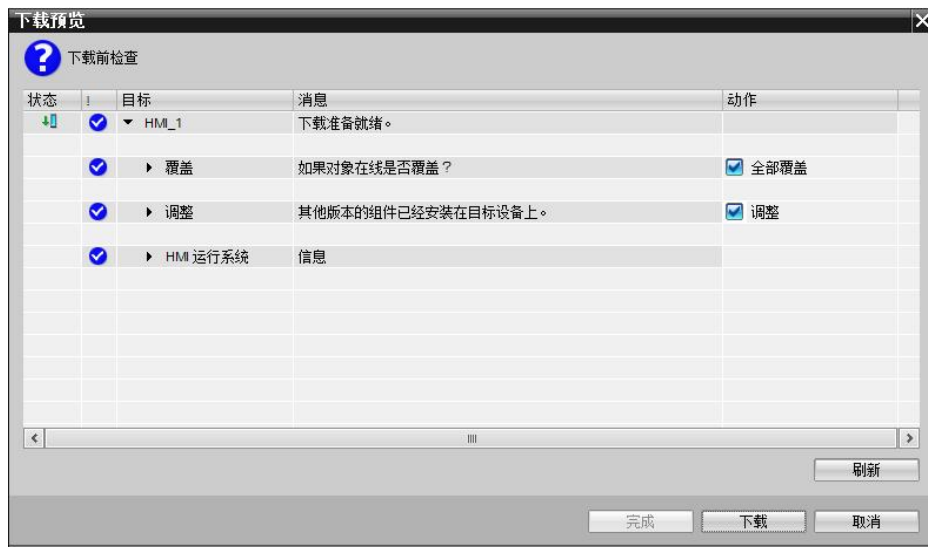 下载预览
下载前检查
状态 ! 目标 消息 动作
HMI_1 下载准备就绪。
覆盖 如果对象在线是否覆盖？ 全部覆盖
调整 其他版本的组件已经安装在目标设备上。 调整
HMI 运行系统 信息
刷新
完成 下载 取消